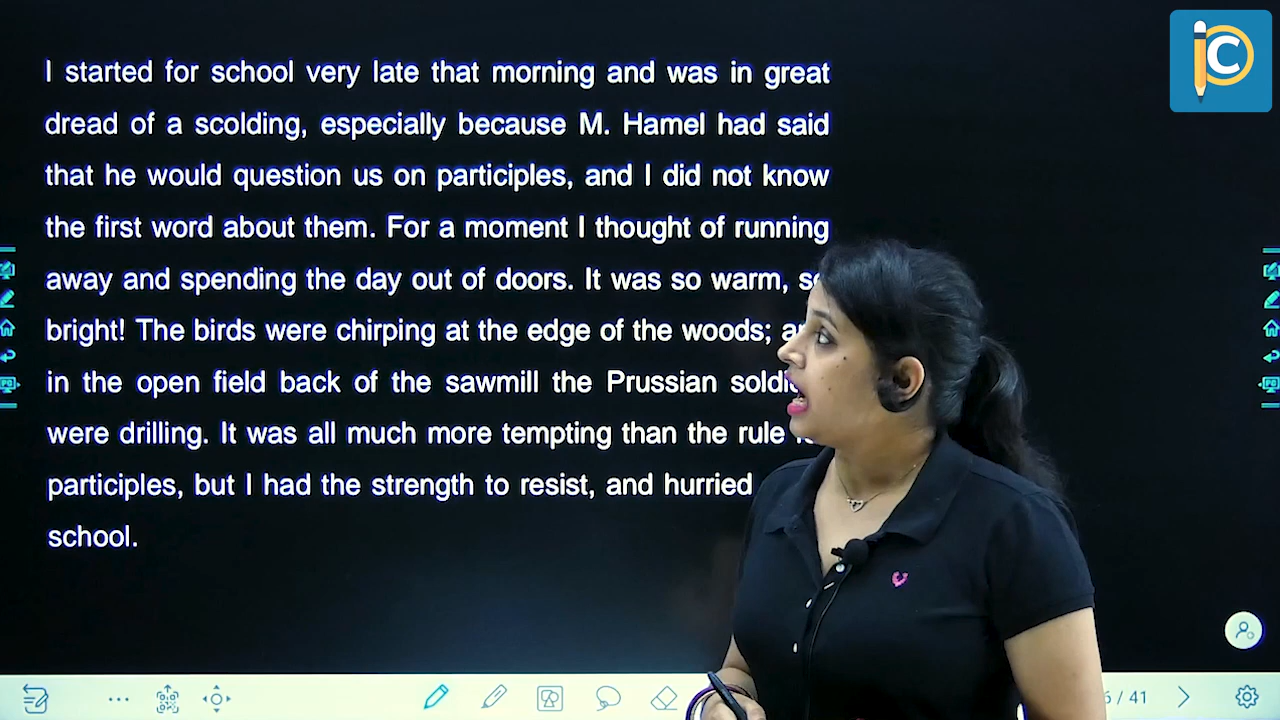 I started for school very late that morning and was in great
dread of a scolding, especially because M. Hamel had said
that he would question us on participles, and I did not know
the first word about them. For a moment I thought of running
away and spending the day out of doors. It was so warm,
bright! The birds were chirping at the edge of the woods;
in the open field back of the sawmill the Prussian
were drilling. It was all much more tempting than the rule
participles, but I had the strength to resist, and hurried
school.
/ 41